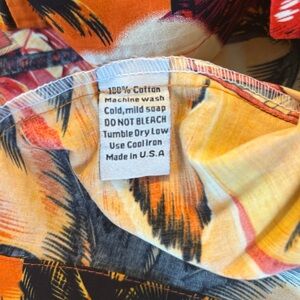 100% Cotton
Machine wash
Cold, mild soap
DO NOT BLEACH
Tumble Dry Low
Use Cool Iron
Made in U.S.A